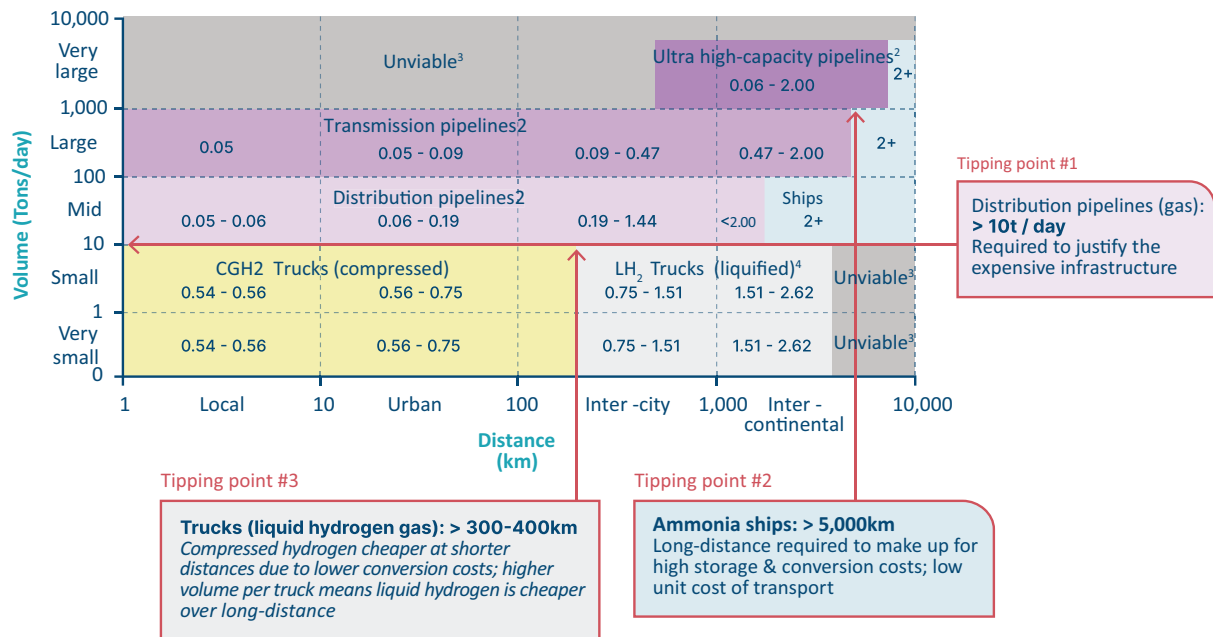 10,000
Very
large
Unviable³
Ultra high-capacity pipelines²
0.06 - 2.00
2+
1,000
Large
Transmission pipelines2
0.05
0.05 - 0.09
0.09 - 0.47
0.47 - 2.00
2+
100
Mid
Distribution pipelines2
0.05 - 0.06
0.06 - 0.19
0.19 - 1.44
<2.00
Ships
2+
10
Small
CGH2 Trucks (compressed)
0.54 - 0.56
0.56 - 0.75
LH₂ Trucks (liquified)⁴
0.75 - 1.51
1.51 - 2.62
Unviable³
1
Very
small
0.54 - 0.56
0.56 - 0.75
0.75 - 1.51
1.51 - 2.62
Unviable³
0
Volume (Tons/day)
1
Local
10
Urban
100
Inter -city
1,000
Inter -
continental
10,000
Distance
(km)
Tipping point #1
Distribution pipelines (gas):
> 10t / day
Required to justify the
expensive infrastructure
Tipping point #3
Trucks (liquid hydrogen gas): > 300-400km
Compressed hydrogen cheaper at shorter
distances due to lower conversion costs; higher
volume per truck means liquid hydrogen is cheaper
over long-distance
Tipping point #2
Ammonia ships: > 5,000km
Long-distance required to make up for
high storage & conversion costs; low
unit cost of transport